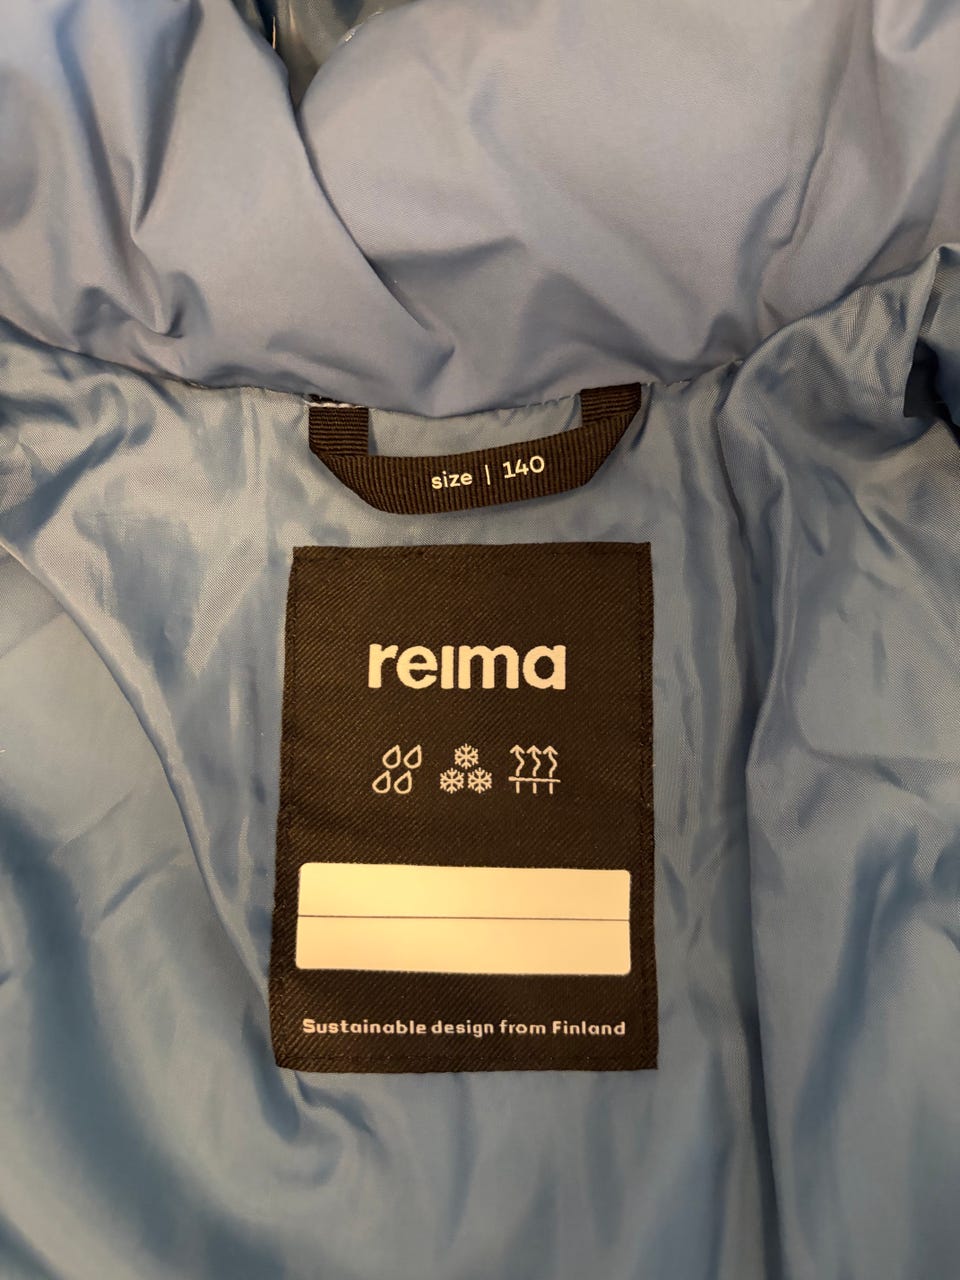 size | 140
reima
Sustainable design from Finland